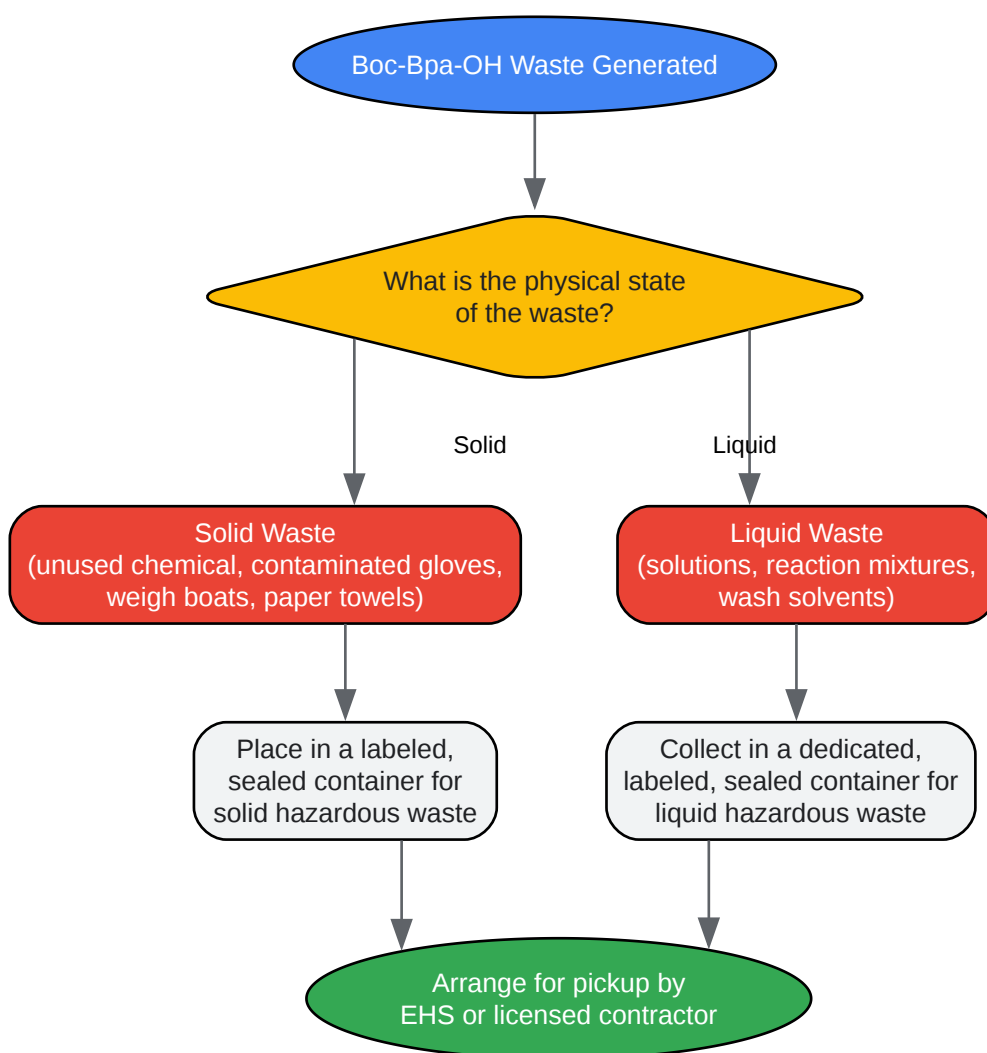 Boc-Bpa-OH Waste Generated
What is the physical state
of the waste?
Solid
Liquid
Solid Waste
(unused chemical, contaminated gloves,
weigh boats, paper towels)
Liquid Waste
(solutions, reaction mixtures,
wash solvents)
Place in a labeled,
sealed container for
solid hazardous waste
Collect in a dedicated,
labeled, sealed container for
liquid hazardous waste
Arrange for pickup by
EHS or licensed contractor